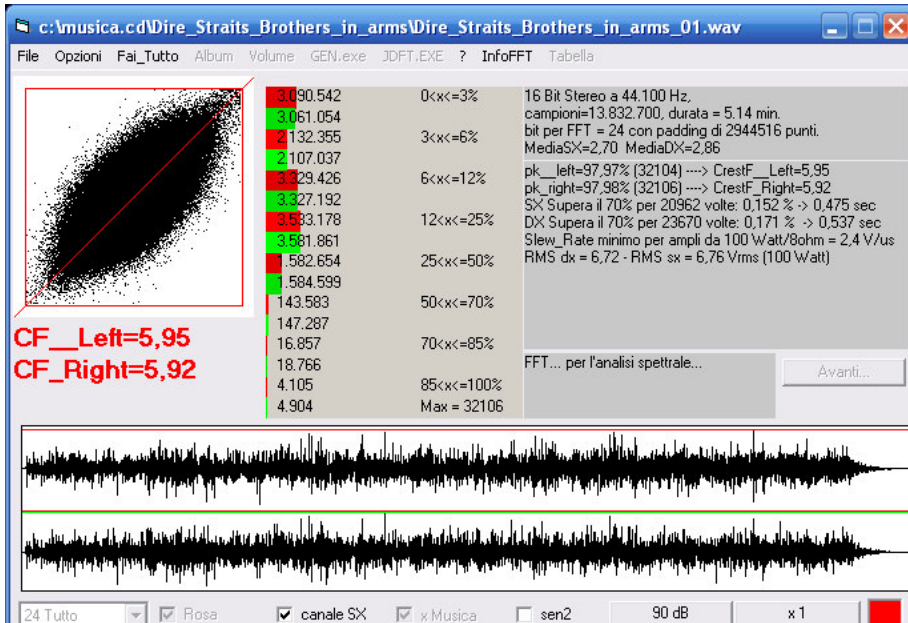 c:\musica.cd\Dire_Straits_Brothers_in_arms\Dire_Straits_Brothers_in_arms_01.wav
File Opzioni Fai_Tutto Album Volume GEN.exe JDFT.EXE ? InfoFFT Tabella
3.090.542 0<x<=3%
3.061.054
2.132.355 3<x<=6%
2.107.037
3.329.426 6<x<=12%
3.327.192
3.533.178 12<x<=25%
3.581.861
1.582.654 25<x<=50%
1.584.599
143.583 50<x<=70%
147.287
16.857 70<x<=85%
18.766
4.105 85<x<=100%
4.904 Max = 32106
16 Bit Stereo a 44.100 Hz,
campioni=13.832.700, durata = 5.14 min.
bit per FFT = 24 con padding di 2944516 punti.
MediaSX=2,70 MediaDX=2,86
pk__left=97,97% (32104) ----> CrestF__Left=5,95
pk_right=97,98% (32106) ----> CrestF_Right=5,92
SX Supera il 70% per 20962 volte: 0,152 % -> 0,475 sec
DX Supera il 70% per 23670 volte: 0,171 % -> 0,537 sec
Slew_Rate minimo per ampli da 100 Watt/8ohm = 2,4 V/us
RMS dx = 6,72 - RMS sx = 6,76 Vrms (100 Watt)
CF__Left=5,95
CF_Right=5,92
FFT... per l'analisi spettrale...
Avanti...
24 Tutto Rosa canale SX x Musica sen2 90 dB x 1